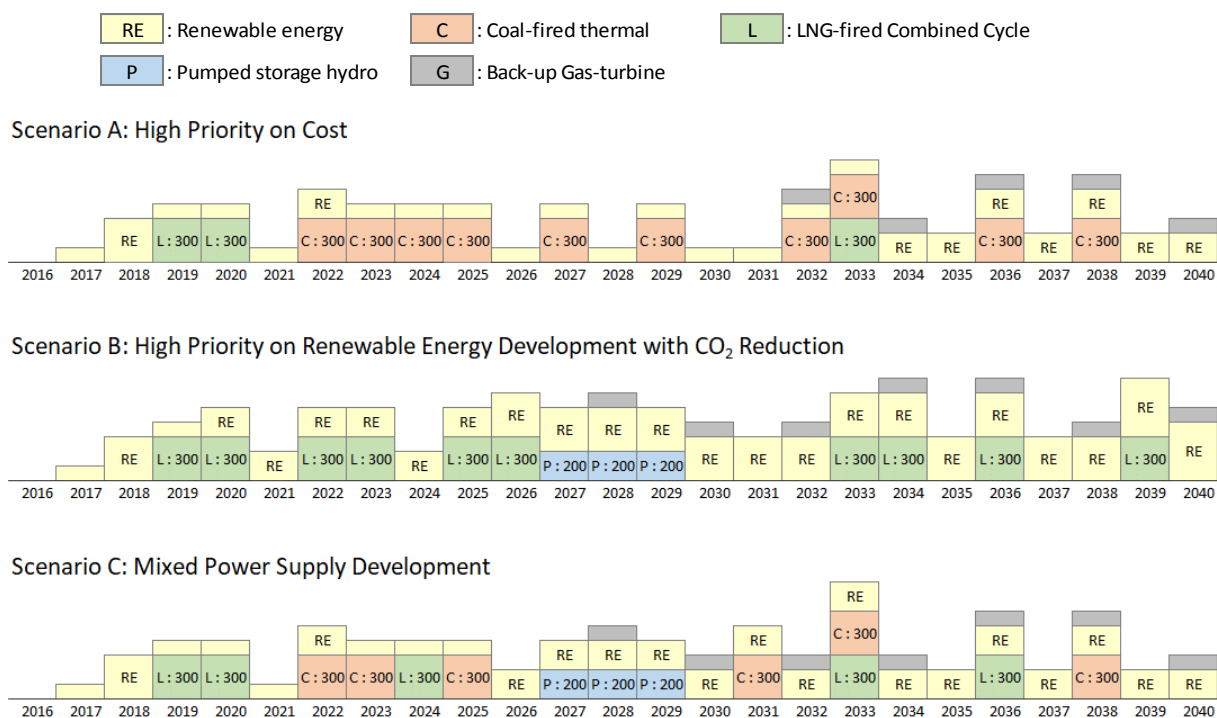 RE : Renewable energy C : Coal-fired thermal L : LNG-fired Combined Cycle
P : Pumped storage hydro G : Back-up Gas-turbine
Scenario A: High Priority on Cost
C : 300
RE RE RE
RE L : 300 L : 300 C : 300 C : 300 C : 300 C : 300 C : 300 C : 300 C : 300 L : 300 RE RE C : 300 RE C : 300 RE RE
2016 2017 2018 2019 2020 2021 2022 2023 2024 2025 2026 2027 2028 2029 2030 2031 2032 2033 2034 2035 2036 2037 2038 2039 2040
Scenario B: High Priority on Renewable Energy Development with CO₂ Reduction
RE RE RE RE RE RE RE RE RE RE RE RE
RE L : 300 L : 300 RE L : 300 L : 300 RE L : 300 L : 300 P : 200 P : 200 P : 200 RE RE RE L : 300 L : 300 RE L : 300 RE RE L : 300 RE
2016 2017 2018 2019 2020 2021 2022 2023 2024 2025 2026 2027 2028 2029 2030 2031 2032 2033 2034 2035 2036 2037 2038 2039 2040
Scenario C: Mixed Power Supply Development
RE
RE RE RE RE RE C : 300 RE RE
RE L : 300 L : 300 C : 300 C : 300 L : 300 C : 300 RE P : 200 P : 200 P : 200 RE C : 300 RE L : 300 RE RE L : 300 RE C : 300 RE RE
2016 2017 2018 2019 2020 2021 2022 2023 2024 2025 2026 2027 2028 2029 2030 2031 2032 2033 2034 2035 2036 2037 2038 2039 2040